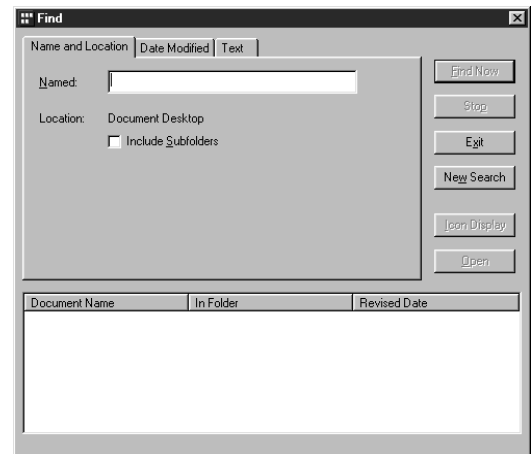 Find
Name and Location Date Modified Text
Named:
Location: Document Desktop
Include Subfolders
Find Now
Stop
Exit
New Search
Icon Display
Open
Document Name In Folder Revised Date